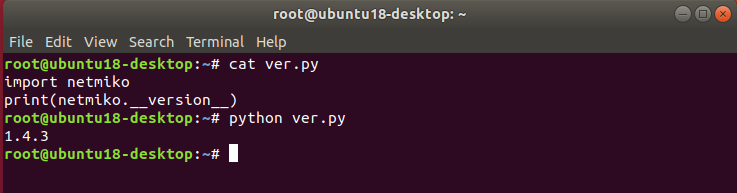 root@ubuntu18-desktop: ~
File Edit View Search Terminal Help
root@ubuntu18-desktop:~# cat ver.py
import netmiko
print(netmiko.__version__)
root@ubuntu18-desktop:~# python ver.py
1.4.3
root@ubuntu18-desktop:~#